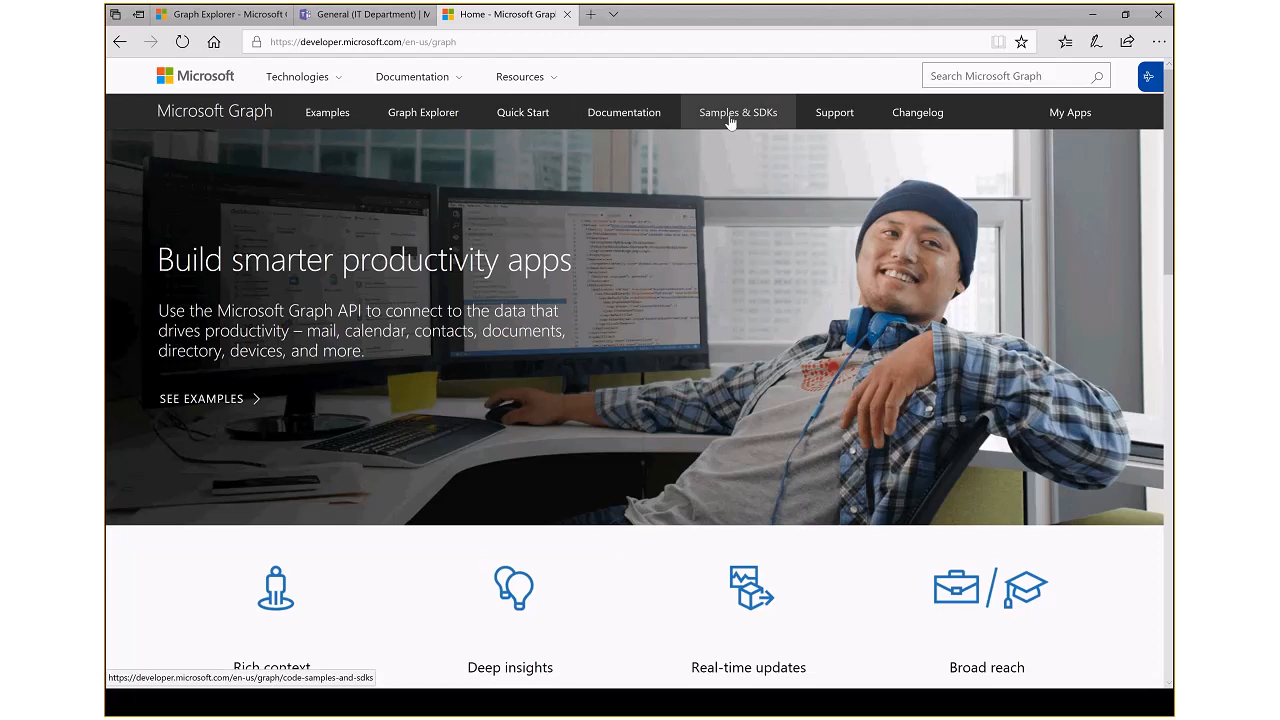 Graph Explorer - Microsoft G
General (IT Department) | M
Home - Microsoft Grap
https://developer.microsoft.com/en-us/graph
Microsoft
Technologies
Documentation
Resources
Search Microsoft Graph
Microsoft Graph
Examples
Graph Explorer
Quick Start
Documentation
Samples & SDKs
Support
Changelog
My Apps
Build smarter productivity apps
Use the Microsoft Graph API to connect to the data that
drives productivity – mail, calendar, contacts, documents,
directory, devices, and more.
SEE EXAMPLES
Rich context
Deep insights
Real-time updates
Broad reach
https://developer.microsoft.com/en-us/graph/code-samples-and-sdks